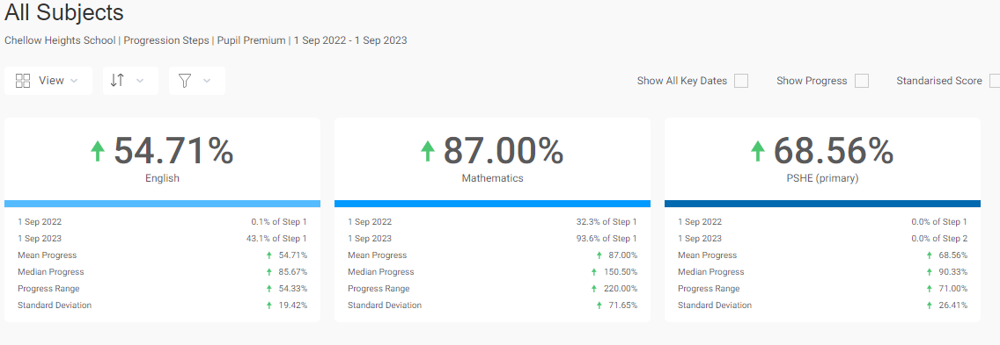 All Subjects
Chellow Heights School | Progression Steps | Pupil Premium | 1 Sep 2022 - 1 Sep 2023
View Show All Key Dates Show Progress Standarised Score
54.71% 87.00% 68.56%
English Mathematics PSHE (primary)
1 Sep 2022 0.1% of Step 1 1 Sep 2022 32.3% of Step 1 1 Sep 2022 0.0% of Step 1
1 Sep 2023 43.1% of Step 1 1 Sep 2023 93.6% of Step 1 1 Sep 2023 0.0% of Step 2
Mean Progress 54.71% Mean Progress 87.00% Mean Progress 68.56%
Median Progress 85.67% Median Progress 150.50% Median Progress 90.33%
Progress Range 54.33% Progress Range 220.00% Progress Range 71.00%
Standard Deviation 19.42% Standard Deviation 71.65% Standard Deviation 26.41%